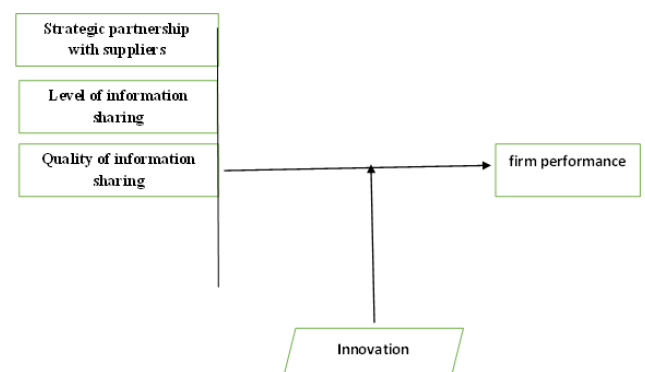 Strategic partnership
with suppliers
Level of information
sharing
Quality of information
sharing
firm performance
Innovation